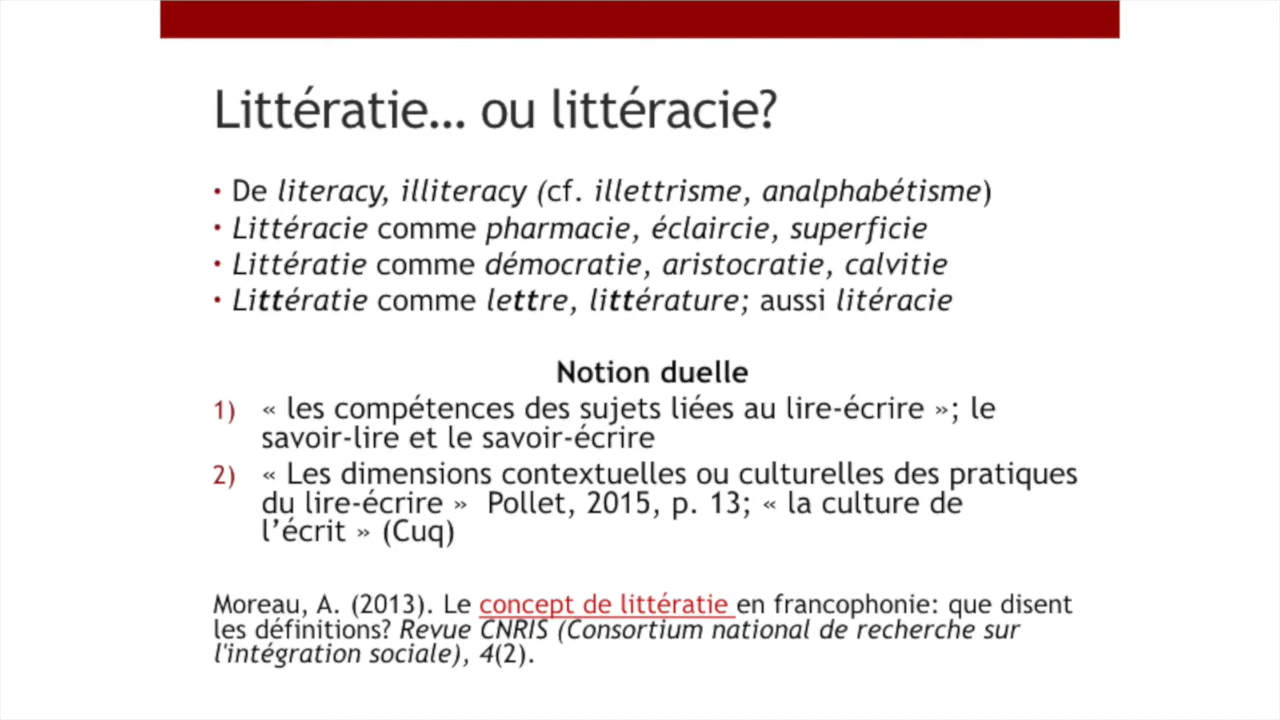 Littératie... ou littéracie?
• De literacy, illiteracy (cf. illettrisme, analphabétisme)
• Littéracie comme pharmacie, éclaircie, superficie
• Littératie comme démocratie, aristocratie, calvitie
• Littératie comme lettre, littérature; aussi litéracie
Notion duelle
1) « les compétences des sujets liées au lire-écrire »; le
savoir-lire et le savoir-écrire
2) « Les dimensions contextuelles ou culturelles des pratiques
du lire-écrire » Pollet, 2015, p. 13; « la culture de
l’écrit » (Cuq)
Moreau, A. (2013). Le concept de littératie en francophonie: que disent
les définitions? Revue CNRIS (Consortium national de recherche sur
l'intégration sociale), 4(2).